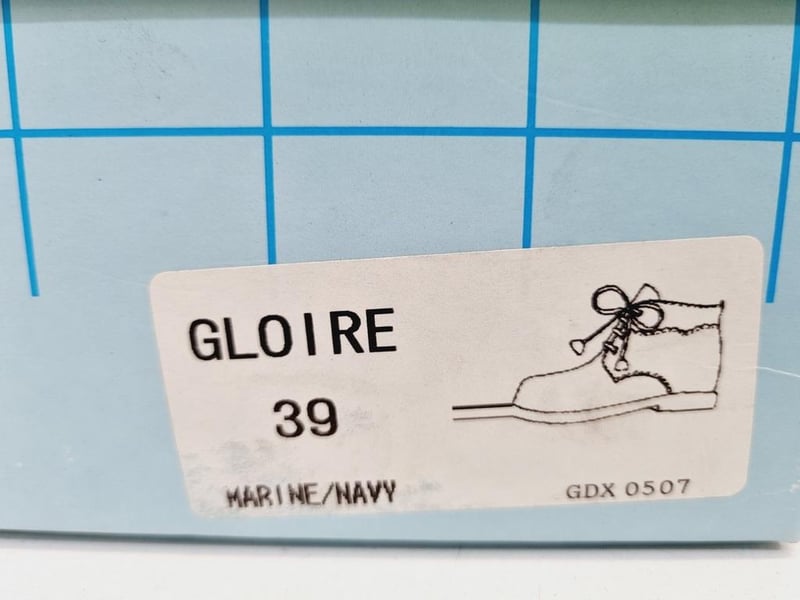 GLOIRE
39
MARINE/NAVY
GDX 0507